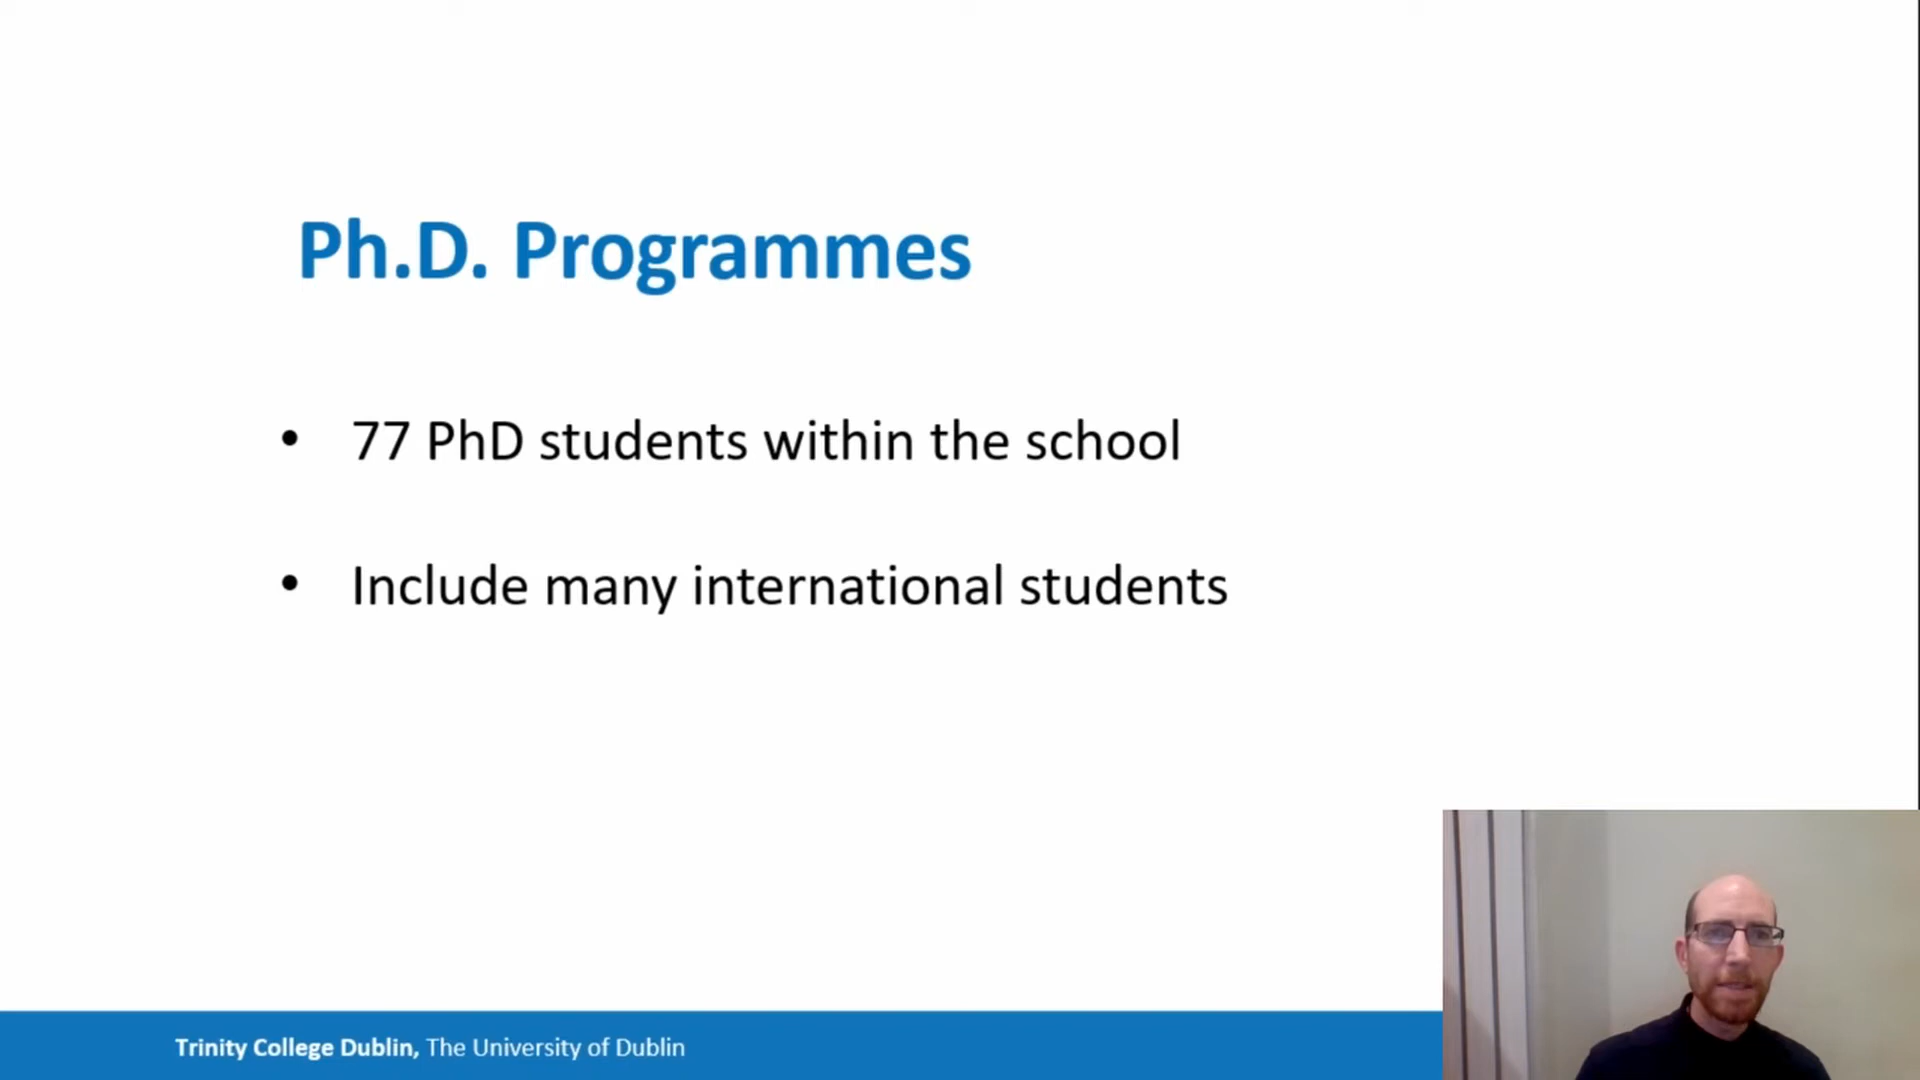 Ph.D. Programmes
• 77 PhD students within the school
• Include many international students
Trinity College Dublin, The University of Dublin